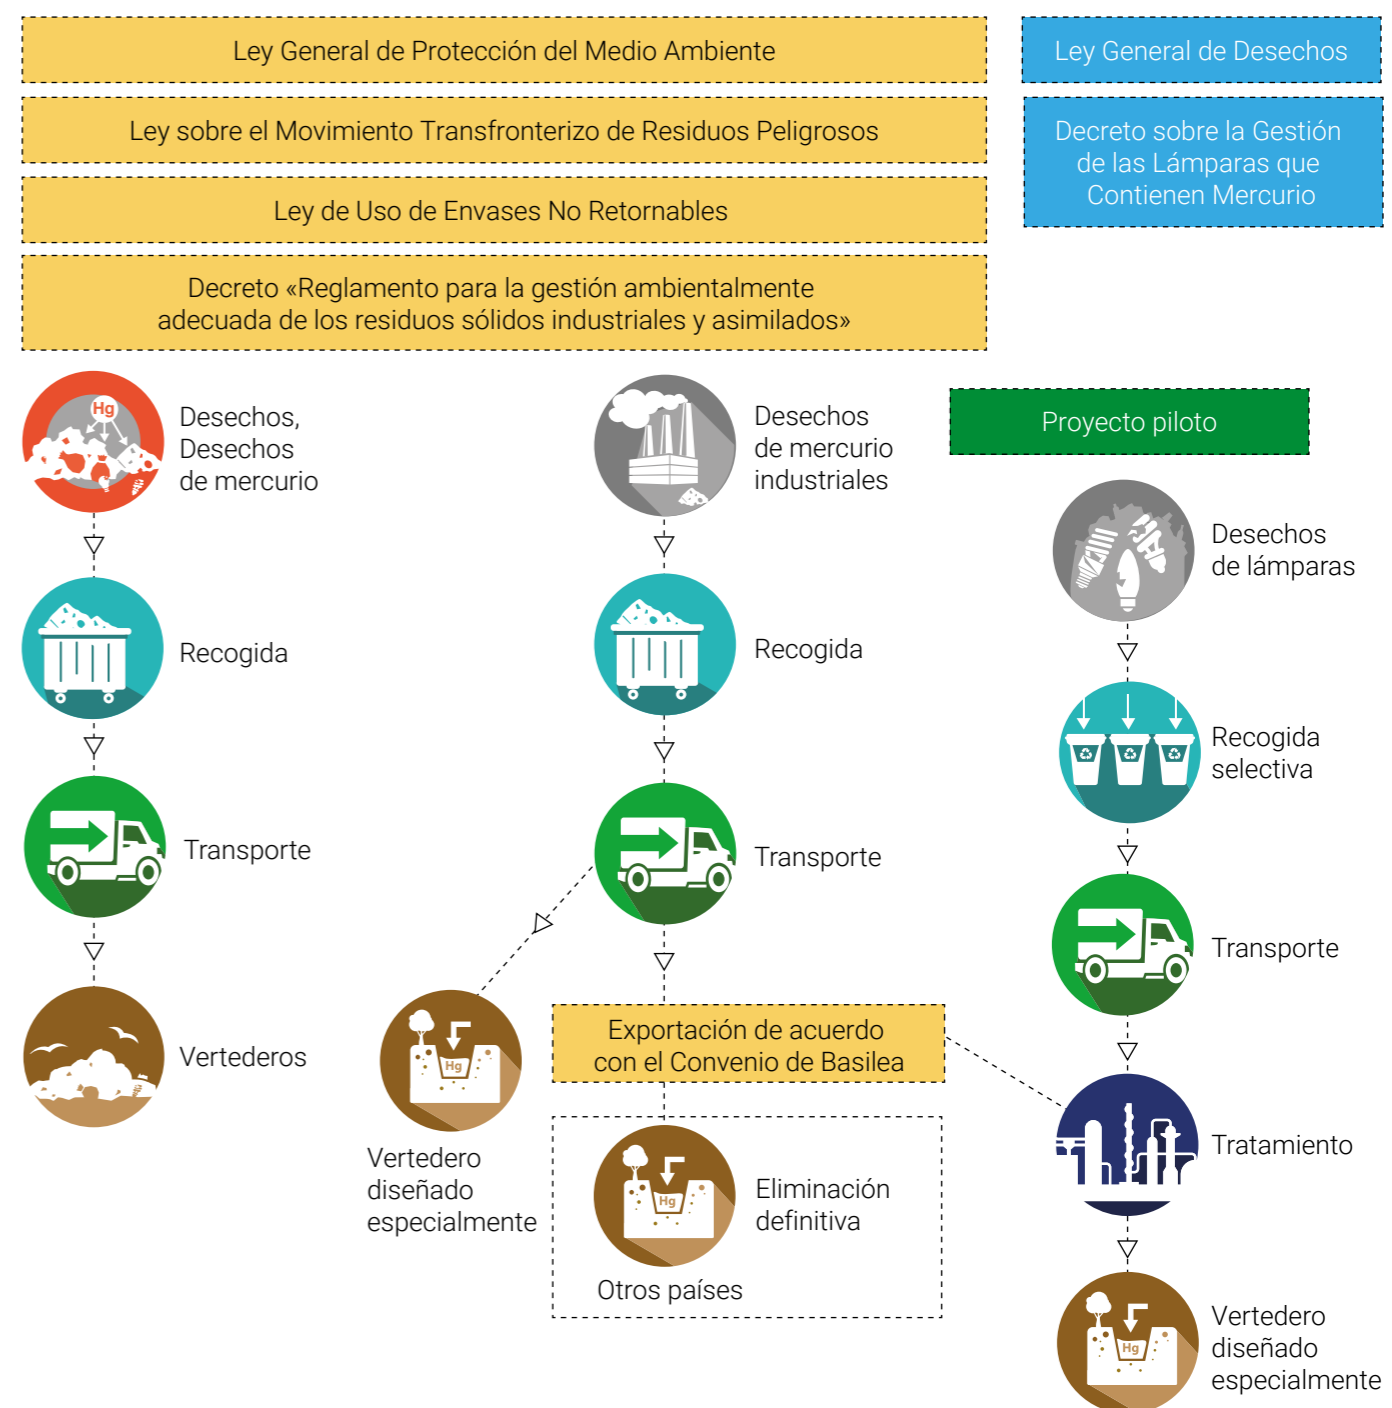 Ley General de Protección del Medio Ambiente
Ley sobre el Movimiento Transfronterizo de Residuos Peligrosos
Ley de Uso de Envases No Retornables
Decreto «Reglamento para la gestión ambientalmente
adecuada de los residuos sólidos industriales y asimilados»
Ley General de Desechos
Decreto sobre la Gestión
de las Lámparas que
Contienen Mercurio
Hg
Desechos,
Desechos
de mercurio
Recogida
Transporte
Vertederos
Desechos
de mercurio
industriales
Recogida
Transporte
Hg
Vertedero
diseñado
especialmente
Exportación de acuerdo
con el Convenio de Basilea
Hg
Eliminación
definitiva
Otros países
Proyecto piloto
Desechos
de lámparas
Recogida
selectiva
Transporte
Tratamiento
Hg
Vertedero
diseñado
especialmente